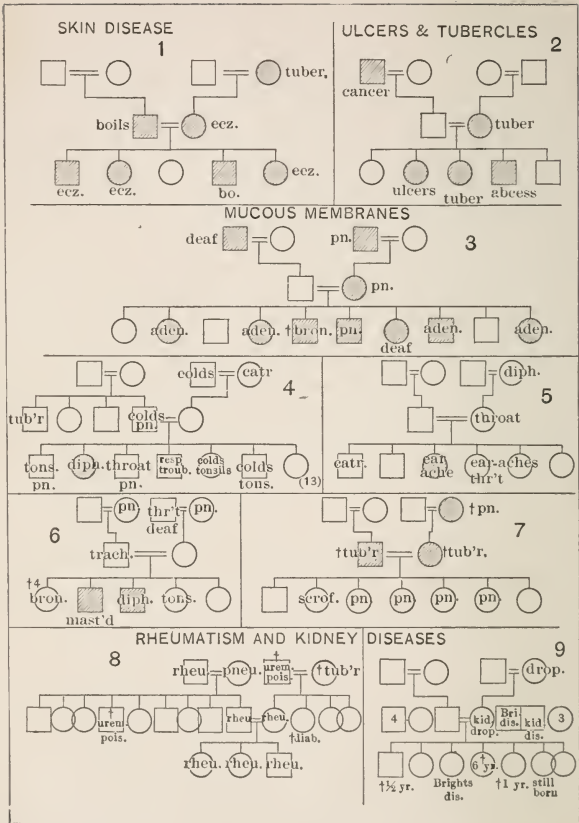 SKIN DISEASE
1
tuber.
boils
ecz.
ecz.
ecz.
bo.
ecz.
ULCERS & TUBERCLES
2
cancer
tuber
ulcers
tuber
abcess
MUCOUS MEMBRANES
3
deaf
pn.
pn.
aden.
aden.
†bron.
pn.
deaf
aden.
aden.
4
colds
catr
tub'r
colds
pn.
tons.
pn.
diph.
throat
pn.
resp
troub.
colds
tonsils
colds
tons.
(13)
5
diph.
throat
catr.
ear
ache
ear-aches
thr't
6
pn.
thr't
deaf
pn.
trach.
†4
bron.
mast'd
diph.
tons.
7
†pn.
†tub'r
†tub'r.
scrof.
pn.
pn.
pn.
pn.
RHEUMATISM AND KIDNEY DISEASES
8
rheu.
pneu.
†
urem.
pois.
†tub'r
†
urem.
pois.
rheu
rheu.
†diab.
rheu.
rheu.
rheu.
9
drop.
4
kid.
drop.
Bri.
dis.
kid.
dis.
3
†½ yr.
Brights
dis.
†
6 yr.
†1 yr.
still
born